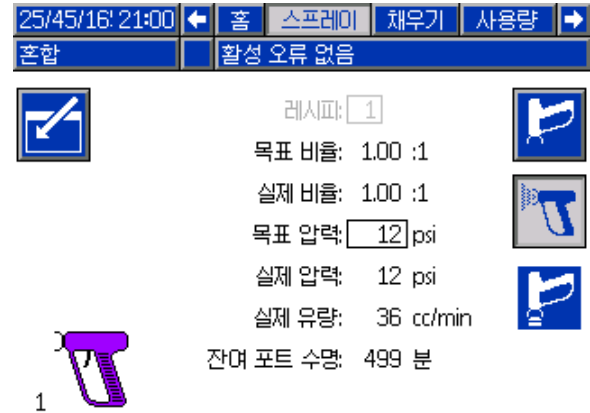 25/45/16 21:00 홈 스프레이 채우기 사용량
혼합 활성 오류 없음
레시피: 1
목표 비율: 1.00 :1
실제 비율: 1.00 :1
목표 압력: 12 psi
실제 압력: 12 psi
실제 유량: 36 cc/min
잔여 포트 수명: 499 분
1